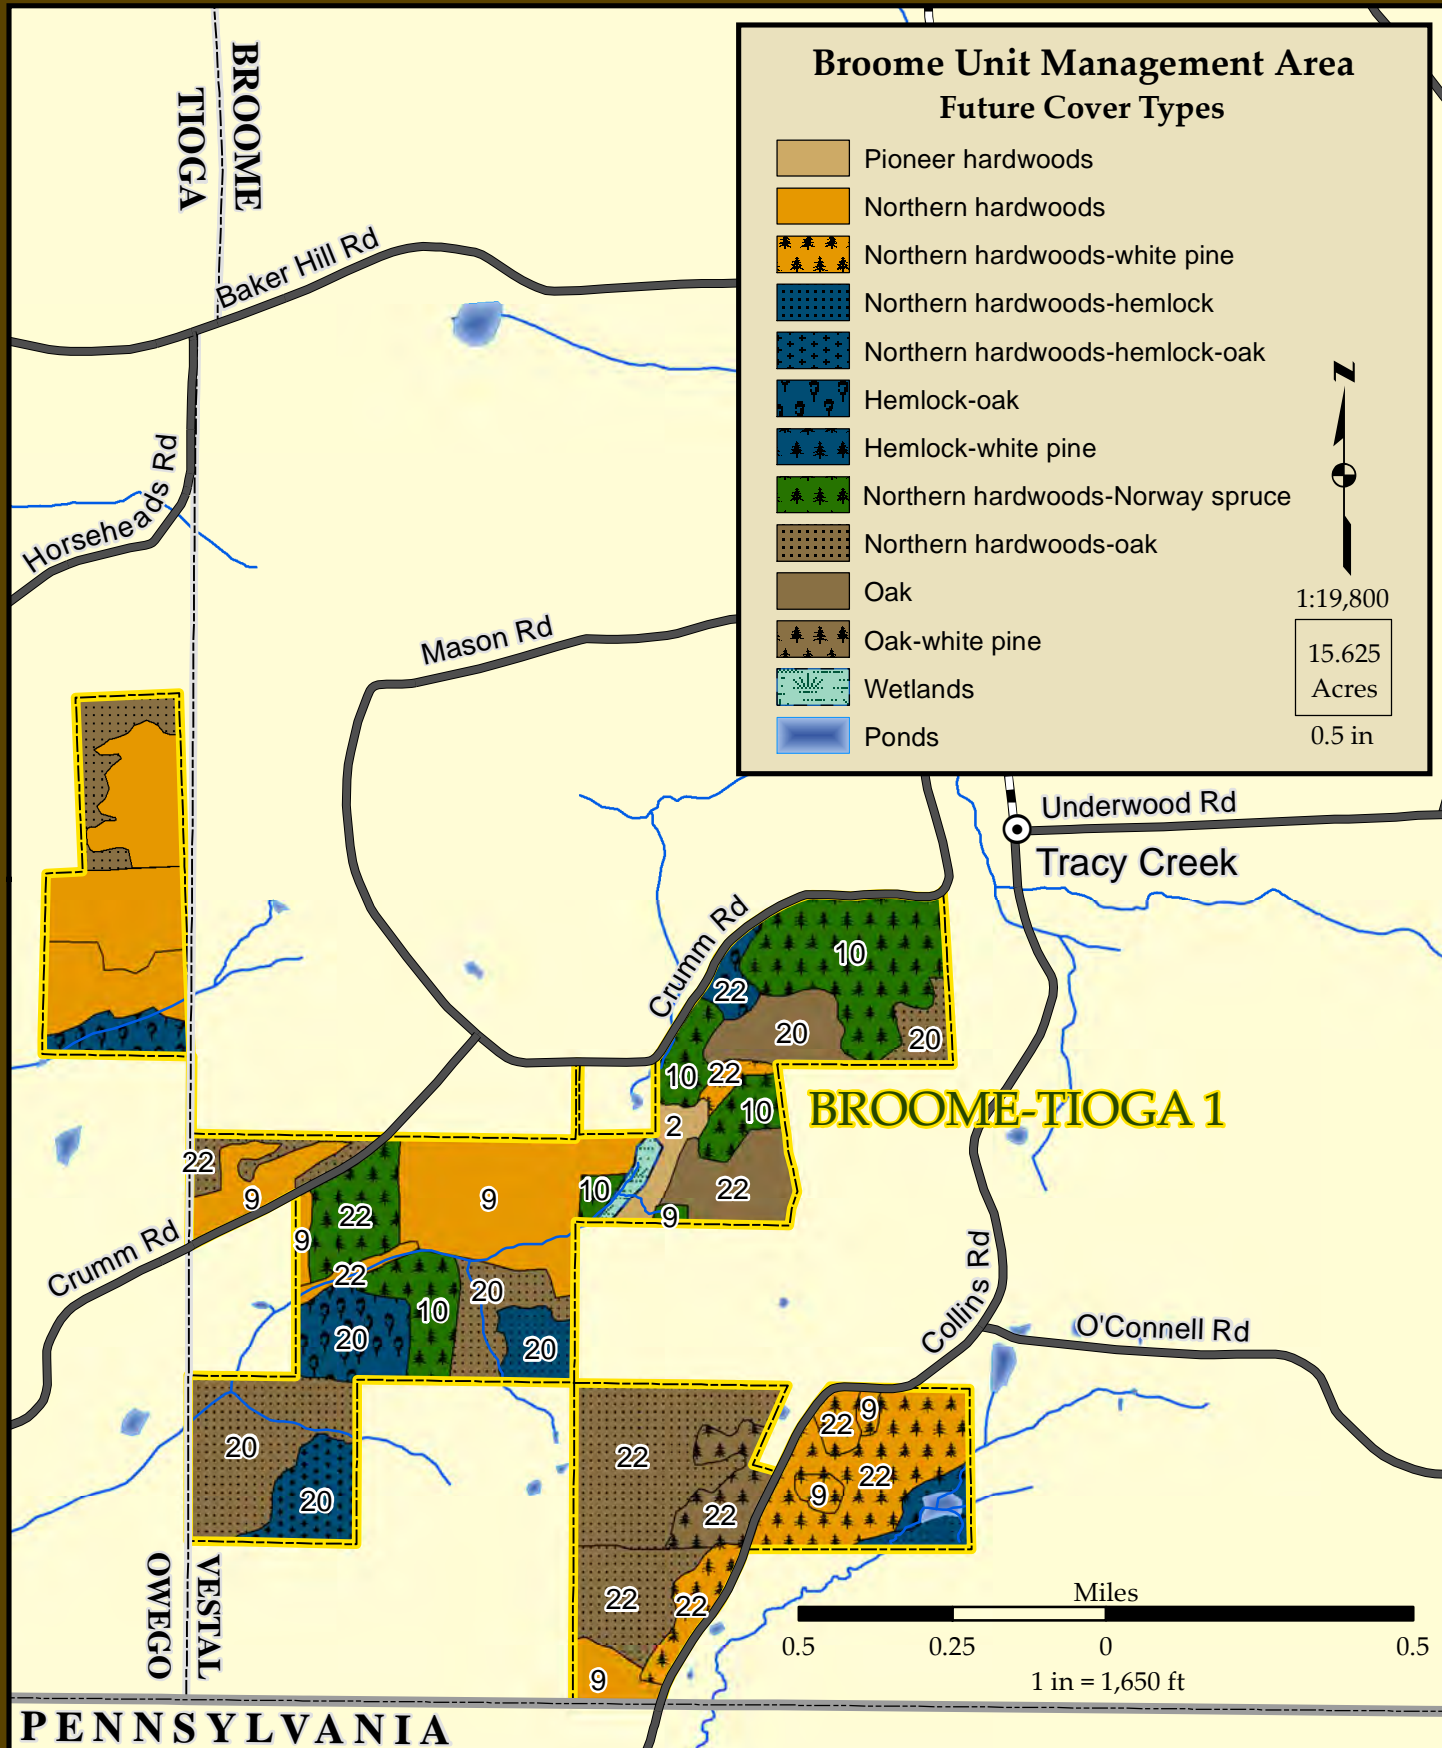 Broome Unit Management Area
Future Cover Types
Pioneer hardwoods
Northern hardwoods
Northern hardwoods-white pine
Northern hardwoods-hemlock
Northern hardwoods-hemlock-oak
Hemlock-oak
Hemlock-white pine
Northern hardwoods-Norway spruce
Northern hardwoods-oak
Oak
Oak-white pine
Wetlands
Ponds
N
1:19,800
15.625
Acres
0.5 in
BROOME
TIOGA
Baker Hill Rd
Horseheads Rd
Mason Rd
Underwood Rd
Tracy Creek
Crumm Rd
10
22
20
20
10
22
10
BROOME-TIOGA 1
2
22
9
10
22
9
9
22
9
Crumm Rd
9
22
20
10
20
20
Collins Rd
O'Connell Rd
9
22
22
20
22
9
20
22
22
22
9
OWEGO
VESTAL
Miles
0.5
0.25
0
0.5
1 in = 1,650 ft
PENNSYLVANIA